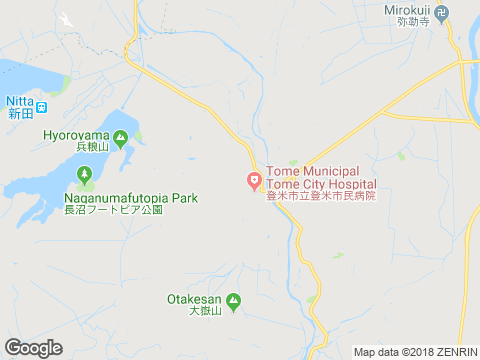 Mirokuji
弥勒寺
Nitta
新田
Hyoroyama
兵粮山
Naganumafutopia Park
長沼フートピア公園
Tome Municipal
Tome City Hospital
登米市立登米市民病院
Otakesan
大嶽山
Google
Map data ©2018 ZENRIN